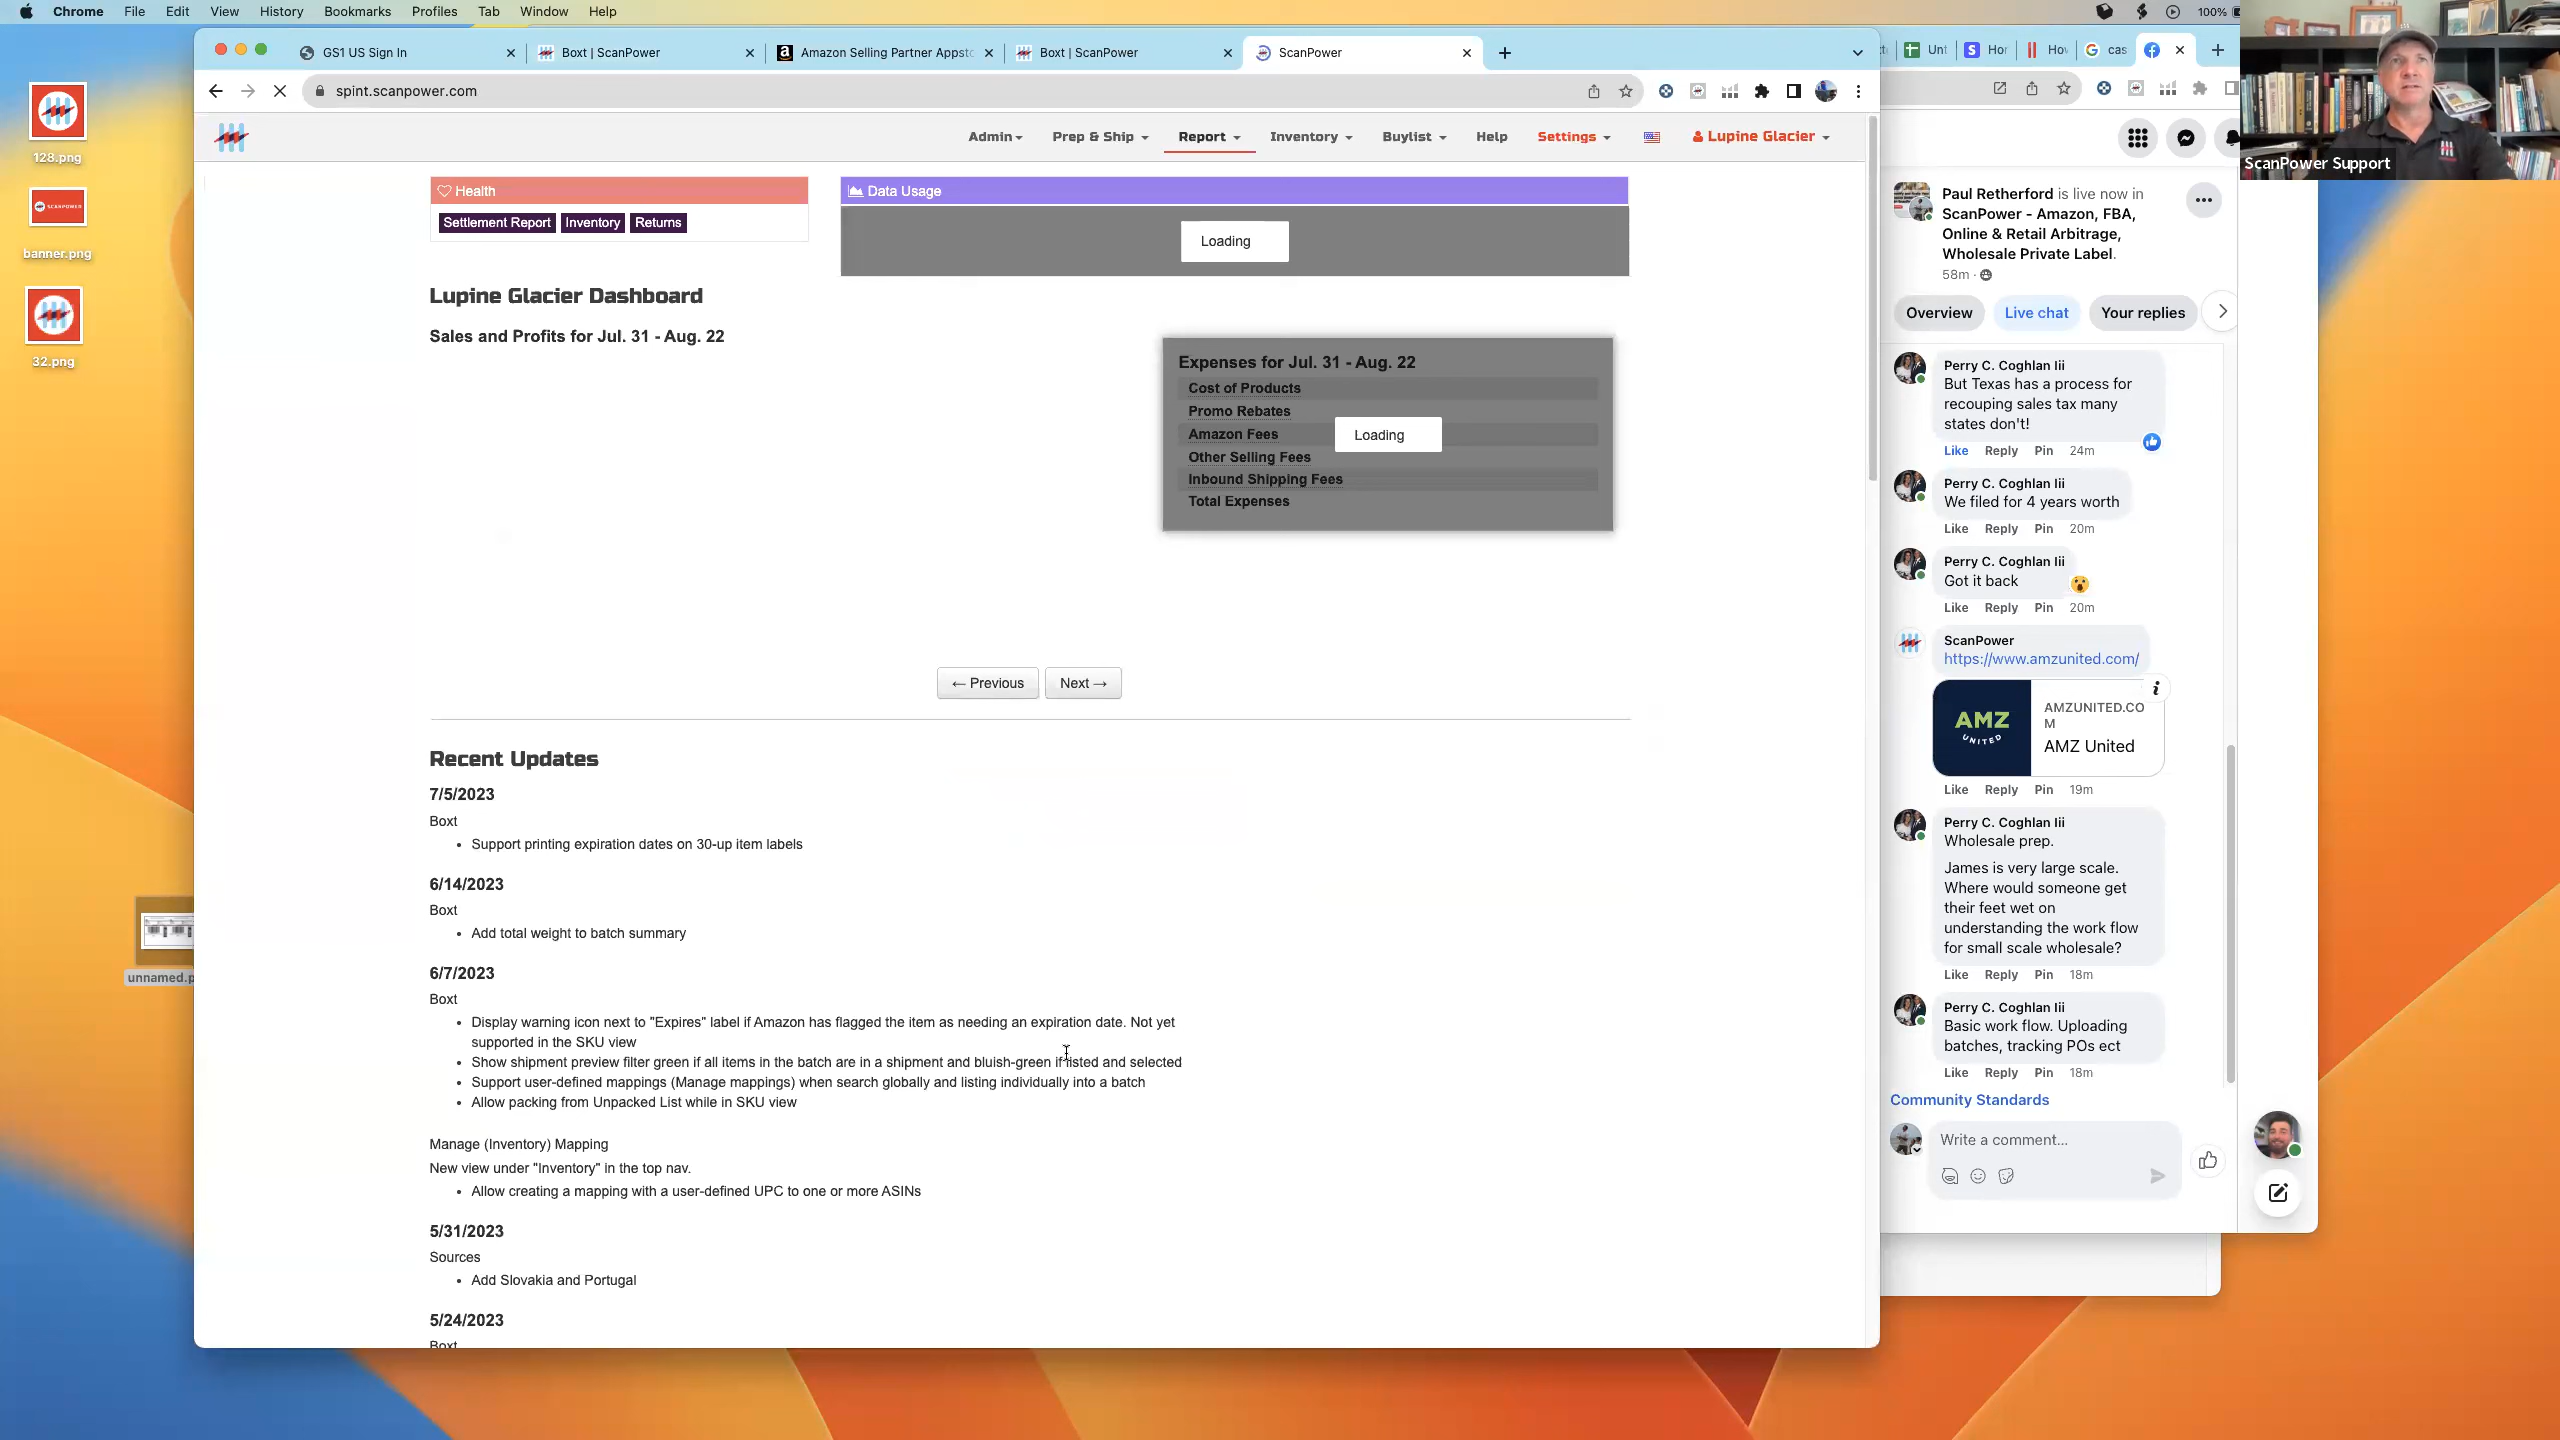 Chrome File Edit View History Bookmarks Profiles Tab Window Help
100%
GS1 US Sign In
Boxt | ScanPower
Amazon Selling Partner Appstc
Boxt | ScanPower
ScanPower
spint.scanpower.com
Admin
Prep & Ship
Report
Inventory
Buylist
Help
Settings
Lupine Glacier
Health
Settlement Report
Inventory
Returns
Data Usage
Loading
Lupine Glacier Dashboard
Sales and Profits for Jul. 31 - Aug. 22
Expenses for Jul. 31 - Aug. 22
Cost of Products
Promo Rebates
Amazon Fees
Loading
Other Selling Fees
Inbound Shipping Fees
Total Expenses
← Previous
Next →
Recent Updates
7/5/2023
Boxt
• Support printing expiration dates on 30-up item labels
6/14/2023
Boxt
• Add total weight to batch summary
6/7/2023
Boxt
• Display warning icon next to "Expires" label if Amazon has flagged the item as needing an expiration date. Not yet
supported in the SKU view
• Show shipment preview filter green if all items in the batch are in a shipment and bluish-green if listed and selected
• Support user-defined mappings (Manage mappings) when search globally and listing individually into a batch
• Allow packing from Unpacked List while in SKU view
Manage (Inventory) Mapping
New view under "Inventory" in the top nav.
• Allow creating a mapping with a user-defined UPC to one or more ASINs
5/31/2023
Sources
• Add Slovakia and Portugal
5/24/2023
Boxt
128.png
SCANPOWER
banner.png
32.png
unnamed.p
Unt
Hor
Hov
cas
ScanPower Support
Paul Retherford is live now in
ScanPower - Amazon, FBA,
Online & Retail Arbitrage,
Wholesale Private Label.
58m
Overview
Live chat
Your replies
Perry C. Coghlan Iii
But Texas has a process for
recouping sales tax many
states don't!
Like Reply Pin 24m
Perry C. Coghlan Iii
We filed for 4 years worth
Like Reply Pin 20m
Perry C. Coghlan Iii
Got it back
Like Reply Pin 20m
ScanPower
https://www.amzunited.com/
AMZ
UNITED
AMZUNITED.CO
M
AMZ United
Like Reply Pin 19m
Perry C. Coghlan Iii
Wholesale prep.
James is very large scale.
Where would someone get
their feet wet on
understanding the work flow
for small scale wholesale?
Like Reply Pin 18m
Perry C. Coghlan Iii
Basic work flow. Uploading
batches, tracking POs ect
Like Reply Pin 18m
Community Standards
Write a comment...